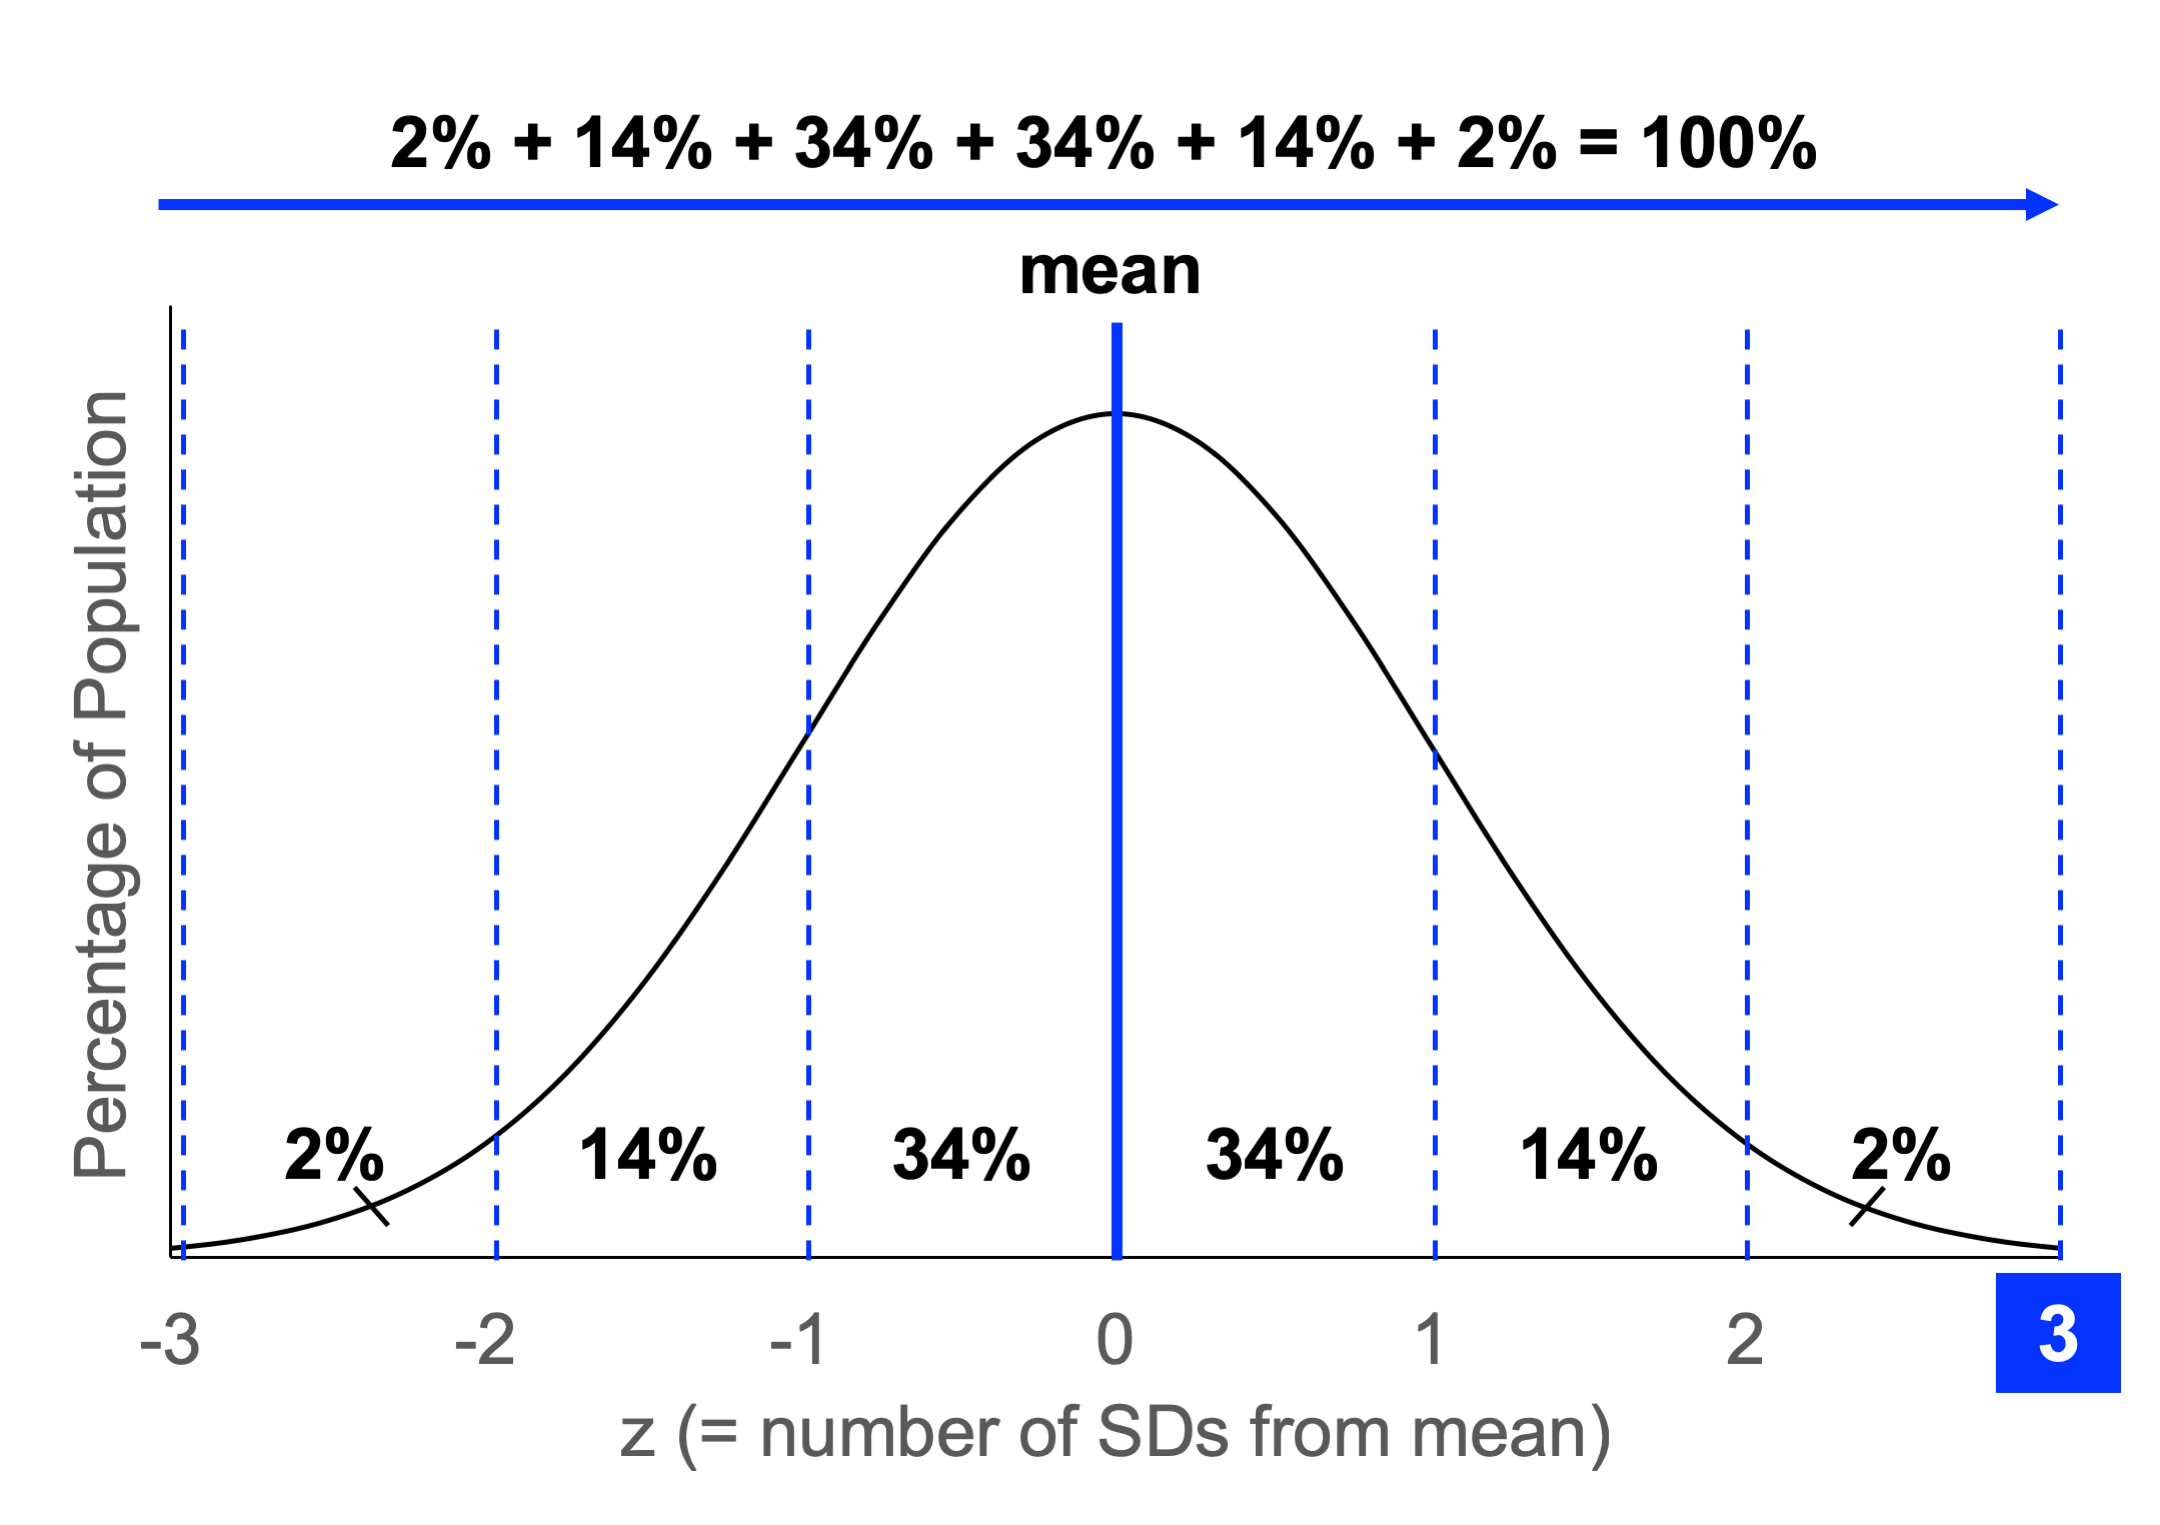 2% + 14% + 34% + 34% + 14% + 2% = 100%
mean
Percentage of Population
2% 14% 34% 34% 14% 2%
-3 -2 -1 0 1 2 3
z (= number of SDs from mean)